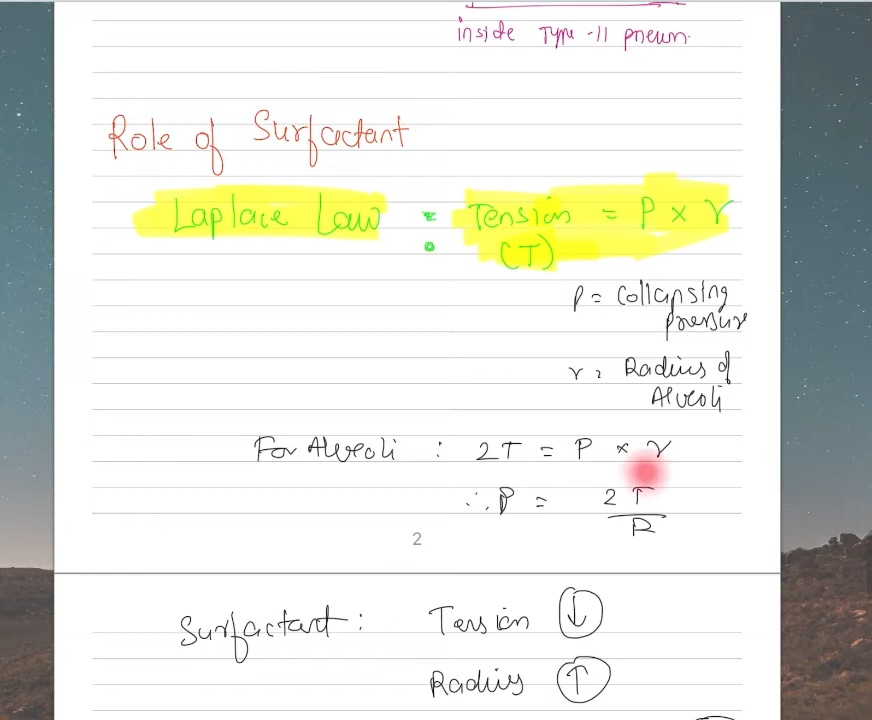 inside Type -II pneum.
Role of Surfactant
Laplace Law : Tension = P x r
(T)
P = Collapsing
pressure
r = Radius of
Alveoli
For Alveoli : 2T = P x r
∴ P = 2T
R
2
Surfactant : Tension ↓
Radius ↑